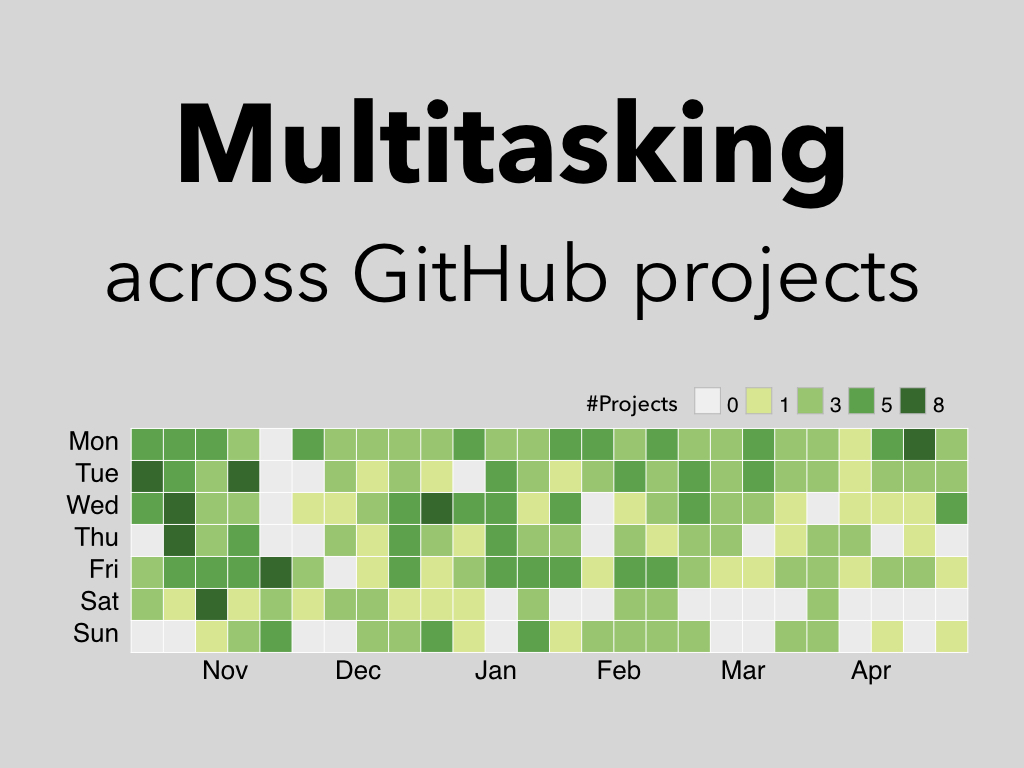 Multitasking
across GitHub projects
#Projects 0 1 3 5 8
Mon
Tue
Wed
Thu
Fri
Sat
Sun
Nov Dec Jan Feb Mar Apr